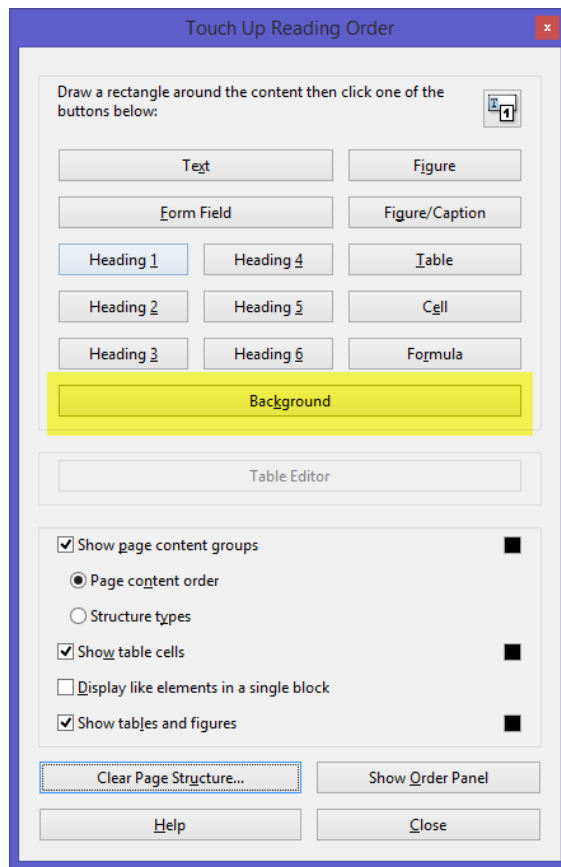 Touch Up Reading Order
x
Draw a rectangle around the content then click one of the
buttons below:
T
1
Text
Figure
Form Field
Figure/Caption
Heading 1
Heading 4
Table
Heading 2
Heading 5
Cell
Heading 3
Heading 6
Formula
Background
Table Editor
Show page content groups
Page content order
Structure types
Show table cells
Display like elements in a single block
Show tables and figures
Clear Page Structure...
Show Order Panel
Help
Close